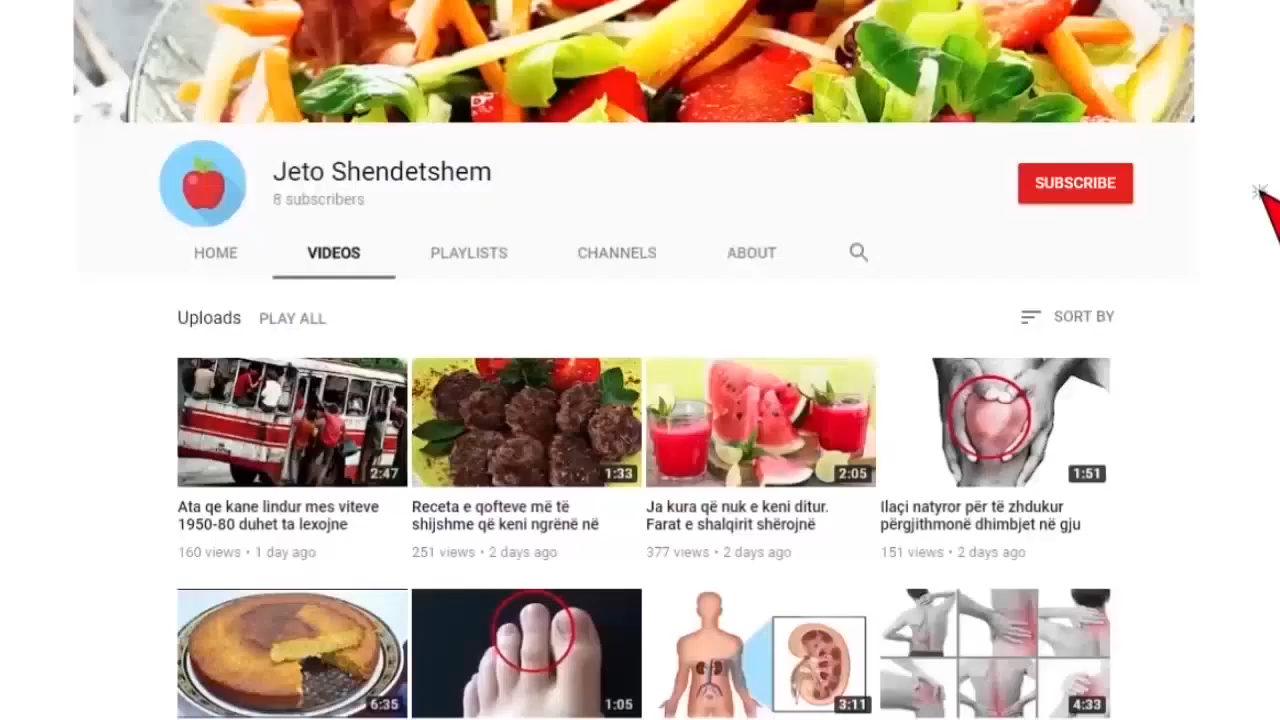 Jeto Shendetshem
8 subscribers
SUBSCRIBE
HOME
VIDEOS
PLAYLISTS
CHANNELS
ABOUT
Uploads
PLAY ALL
SORT BY
2:47
1:33
2:05
1:51
Ata qe kane lindur mes viteve
1950-80 duhet ta lexojne
160 views • 1 day ago
Receta e qofteve më të
shijshme që keni ngrënë në
251 views • 2 days ago
Ja kura që nuk e keni ditur.
Farat e shalqirit shërojnë
377 views • 2 days ago
Ilaçi natyror për të zhdukur
përgjithmonë dhimbjet në gju
151 views • 2 days ago
6:35
1:05
3:11
4:33